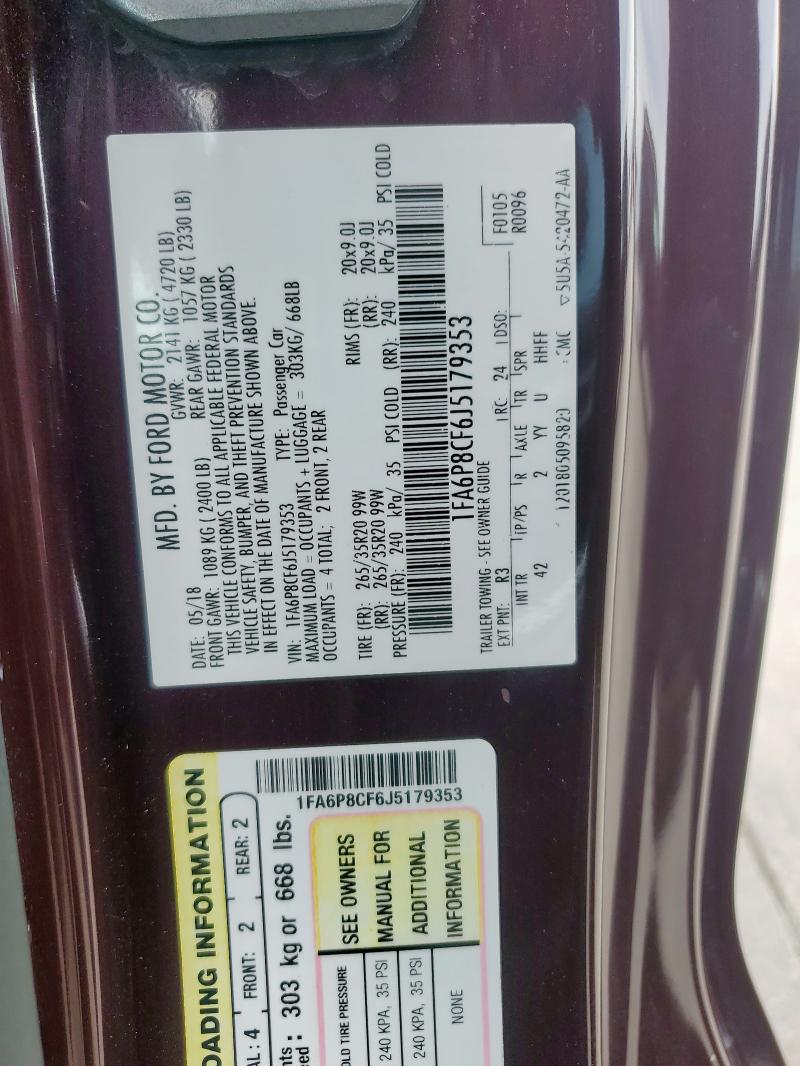 MFD. BY FORD MOTOR CO.
DATE: 05/18 GVWR: 2141 KG ( 4720 LB)
FRONT GAWR: 1089 KG ( 2400 LB) REAR GAWR: 1057 KG ( 2330 LB)
THIS VEHICLE CONFORMS TO ALL APPLICABLE FEDERAL MOTOR
VEHICLE SAFETY, BUMPER, AND THEFT PREVENTION STANDARDS
IN EFFECT ON THE DATE OF MANUFACTURE SHOWN ABOVE.
VIN: 1FA6P8CF6J5179353 TYPE: Passenger Car
MAXIMUM LOAD = OCCUPANTS + LUGGAGE = 303KG/ 668LB
OCCUPANTS = 4 TOTAL; 2 FRONT, 2 REAR
TIRE (FR): 265/35R20 99W RIMS (FR): 20x9.0J
(RR): 265/35R20 99W (RR): 20x9.0J
PRESSURE (FR): 240 kPa/ 35 PSI COLD (RR): 240 kPa/ 35 PSI COLD
1FA6P8CF6J5179353
TRAILER TOWING - SEE OWNER GUIDE F0105
EXT PNT: R3 RC: 24 DSO: R0096
INT TR TP/PS R AXLE TR SPR
42 2 YY U HHFF
5U5A-5420472-AA
LOADING INFORMATION
AL: 4 FRONT: 2 REAR: 2
303 kg or 668 lbs.
1FA6P8CF6J5179353
OLD TIRE PRESSURE
240 KPA, 35 PSI
240 KPA, 35 PSI
NONE
SEE OWNERS
MANUAL FOR
ADDITIONAL
INFORMATION